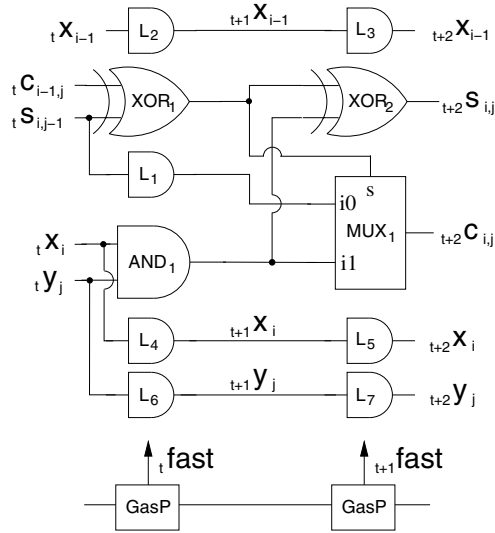 t x i-1 L2 t+1 x i-1 L3 t+2 x i-1
t c i-1,j XOR1 XOR2 t+2 s i,j
t s i,j-1
L1 s
i0
MUX1 t+2 c i,j
t x i AND1 i1
t y j
L4 t+1 x i L5 t+2 x i
L6 t+1 y j L7 t+2 y j
t fast t+1 fast
GasP GasP